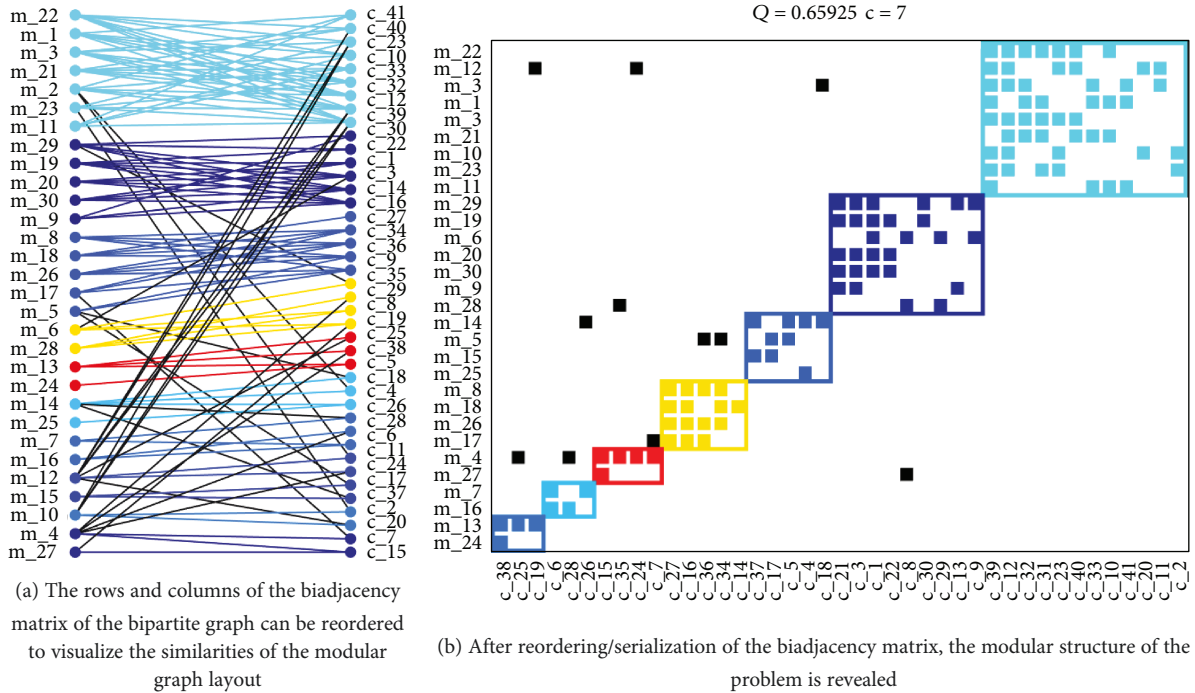 m_22
m_1
m_3
m_21
m_2
m_23
m_11
m_29
m_19
m_20
m_30
m_9
m_8
m_18
m_26
m_17
m_5
m_6
m_28
m_13
m_24
m_14
m_25
m_7
m_16
m_12
m_15
m_10
m_4
m_27
c_41
c_40
c_23
c_10
c_33
c_32
c_12
c_39
c_30
c_22
c_1
c_3
c_14
c_16
c_27
c_34
c_36
c_9
c_35
c_29
c_8
c_19
c_25
c_38
c_5
c_18
c_4
c_26
c_28
c_6
c_11
c_24
c_17
c_37
c_2
c_20
c_7
c_15
(a) The rows and columns of the biadjacency
matrix of the bipartite graph can be reordered
to visualize the similarities of the modular
graph layout
Q = 0.65925 c = 7
m_22
m_12
m_3
m_1
m_3
m_21
m_10
m_23
m_11
m_29
m_19
m_6
m_20
m_30
m_9
m_28
m_14
m_5
m_15
m_25
m_8
m_18
m_26
m_17
m_4
m_27
m_7
m_16
m_13
m_24
c_38
c_25
c_19
c_6
c_28
c_26
c_15
c_35
c_24
c_7
c_27
c_16
c_36
c_34
c_14
c_37
c_17
c_5
c_4
c_18
c_21
c_3
c_1
c_22
c_8
c_30
c_29
c_13
c_9
c_39
c_12
c_32
c_31
c_23
c_40
c_33
c_10
c_41
c_20
c_11
c_2
(b) After reordering/serialization of the biadjacency matrix, the modular structure of the
problem is revealed